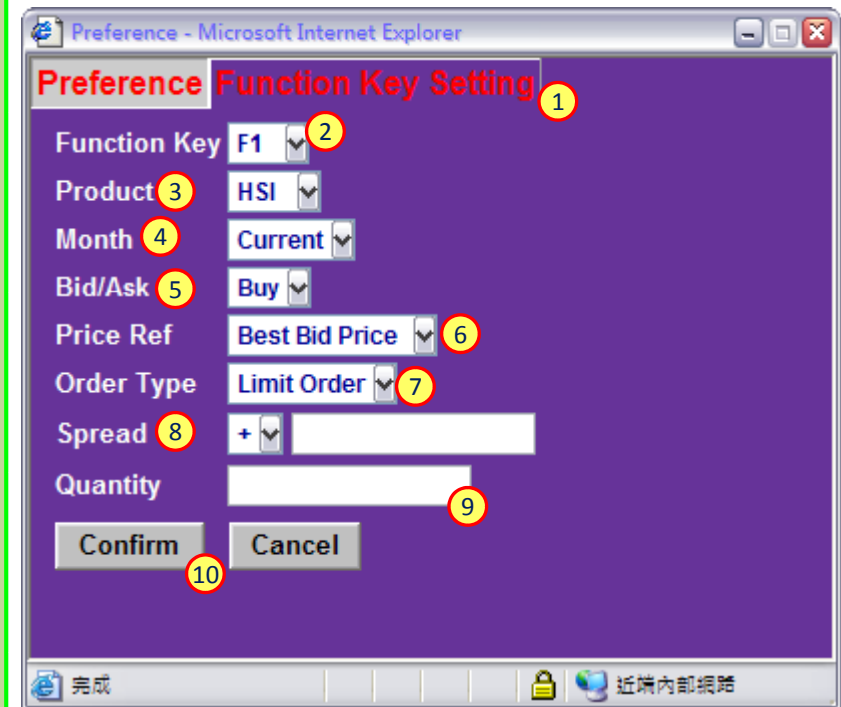 Preference - Microsoft Internet Explorer
Preference Function Key Setting 1
Function Key F1 2
Product 3 HSI
Month 4 Current
Bid/Ask 5 Buy
Price Ref Best Bid Price 6
Order Type Limit Order 7
Spread 8 +
Quantity 9
Confirm 10 Cancel
完成 近端內部網路